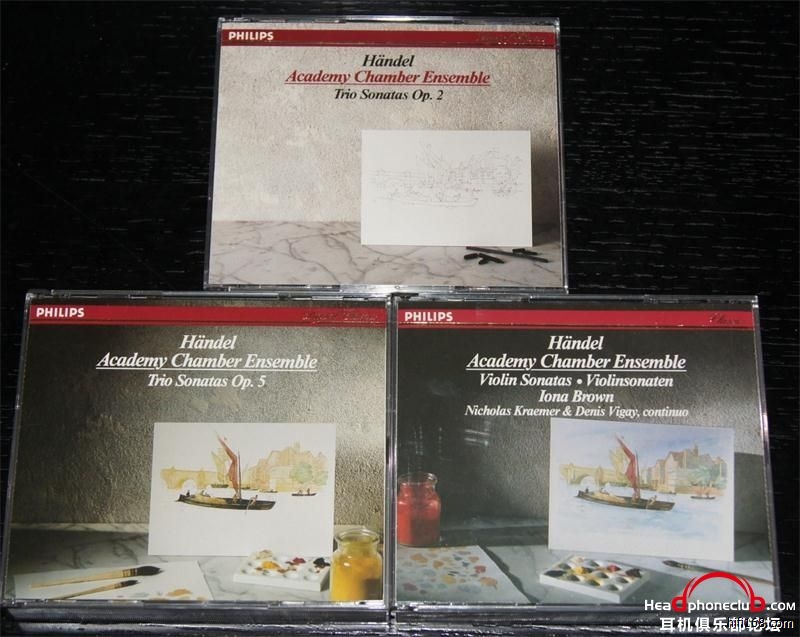 PHILIPS
Händel
Academy Chamber Ensemble
Trio Sonatas Op. 2
PHILIPS
Händel
Academy Chamber Ensemble
Trio Sonatas Op. 5
PHILIPS
Classics
Händel
Academy Chamber Ensemble
Violin Sonatas • Violinsonaten
Iona Brown
Nicholas Kraemer & Denis Vigay, continuo
Headphoneclub.com
耳机俱乐部论坛